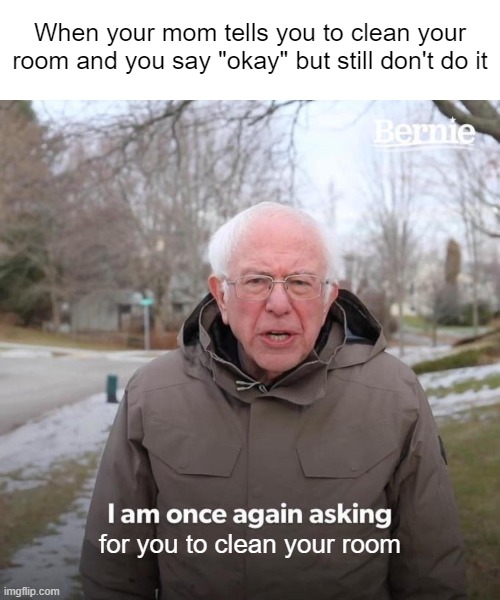 When your mom tells you to clean your
room and you say "okay" but still don't do it
Bernie
I am once again asking
for you to clean your room
imgflip.com